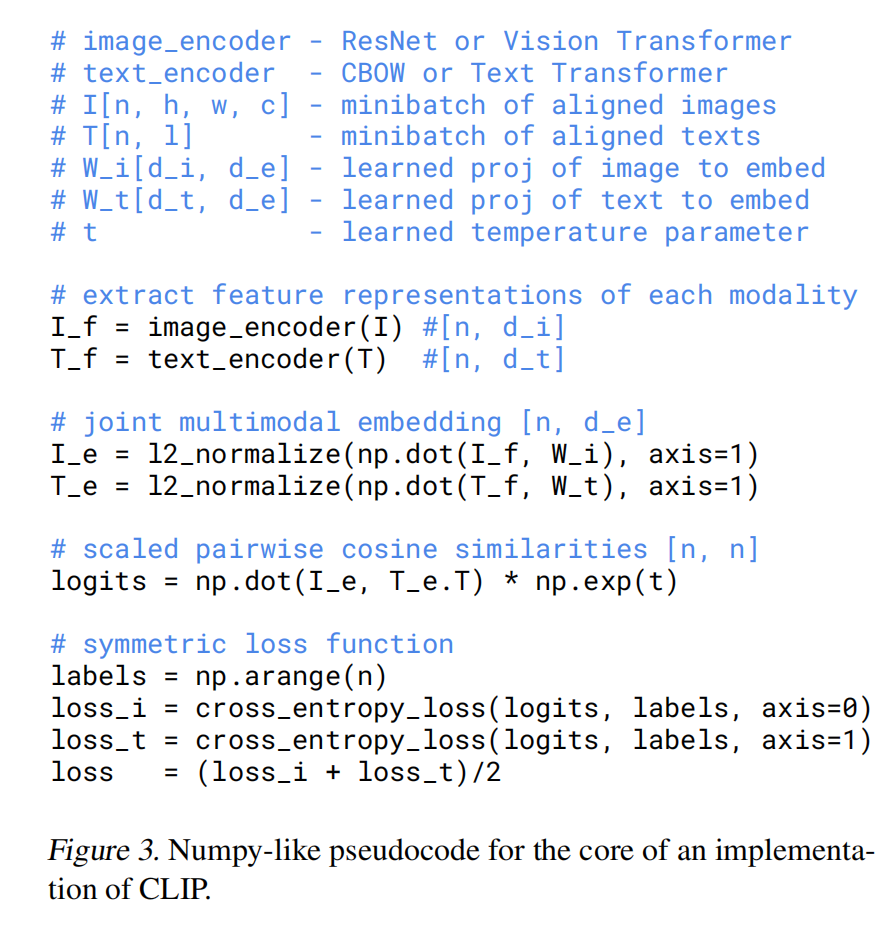 # image_encoder - ResNet or Vision Transformer
# text_encoder  - CBOW or Text Transformer
# I[n, h, w, c] - minibatch of aligned images
# T[n, l]       - minibatch of aligned texts
# W_i[d_i, d_e] - learned proj of image to embed
# W_t[d_t, d_e] - learned proj of text to embed
# t             - learned temperature parameter

# extract feature representations of each modality
I_f = image_encoder(I) #[n, d_i]
T_f = text_encoder(T)  #[n, d_t]

# joint multimodal embedding [n, d_e]
I_e = l2_normalize(np.dot(I_f, W_i), axis=1)
T_e = l2_normalize(np.dot(T_f, W_t), axis=1)

# scaled pairwise cosine similarities [n, n]
logits = np.dot(I_e, T_e.T) * np.exp(t)

# symmetric loss function
labels = np.arange(n)
loss_i = cross_entropy_loss(logits, labels, axis=0)
loss_t = cross_entropy_loss(logits, labels, axis=1)
loss   = (loss_i + loss_t)/2

Figure 3. Numpy-like pseudocode for the core of an implementa-
tion of CLIP.